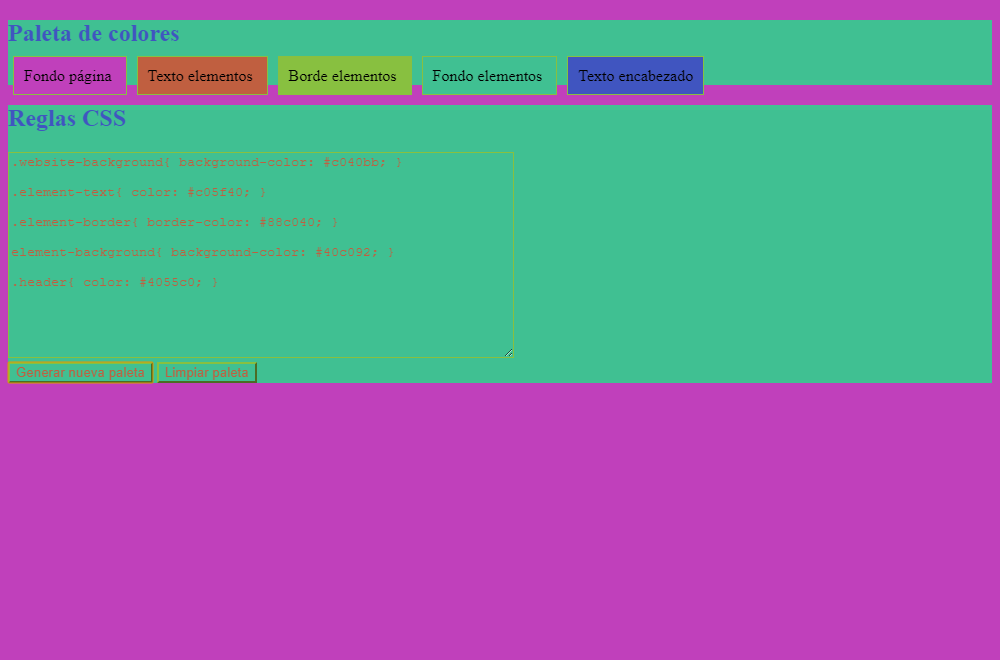 Paleta de colores
Fondo página Texto elementos Borde elementos Fondo elementos Texto encabezado
Reglas CSS
.website-background{ background-color: #c040bb; }
.element-text{ color: #c05f40; }
.element-border{ border-color: #88c040; }
element-background{ background-color: #40c092; }
.header{ color: #4055c0; }
Generar nueva paleta Limpiar paleta